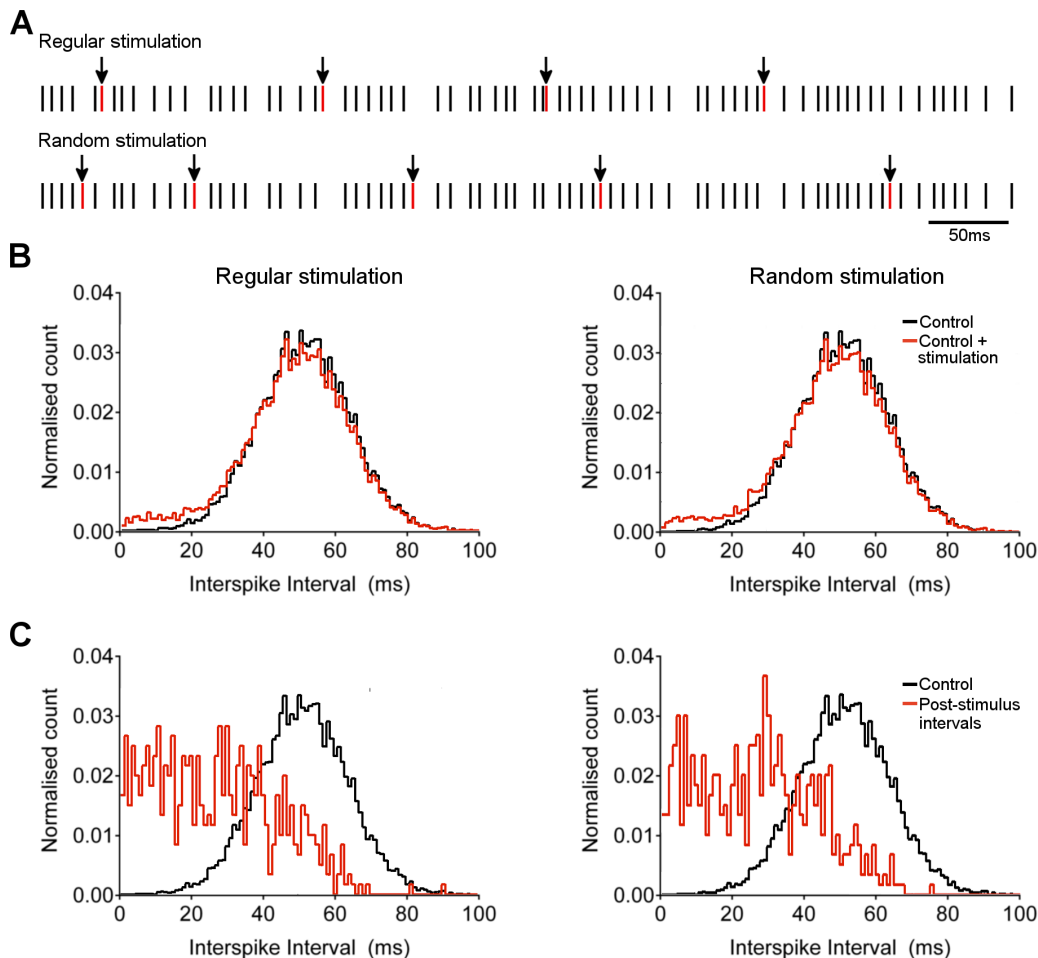 A
Regular stimulation
Random stimulation
50ms
B
Regular stimulation
0.04
0.03
0.02
0.01
0.00
Normalised count
0 20 40 60 80 100
Interspike Interval (ms)
Random stimulation
0.04
0.03
0.02
0.01
0.00
Normalised count
Control
Control +
stimulation
0 20 40 60 80 100
Interspike Interval (ms)
C
0.04
0.03
0.02
0.01
0.00
Normalised count
0 20 40 60 80 100
Interspike Interval (ms)
0.04
0.03
0.02
0.01
0.00
Normalised count
Control
Post-stimulus
intervals
0 20 40 60 80 100
Interspike Interval (ms)